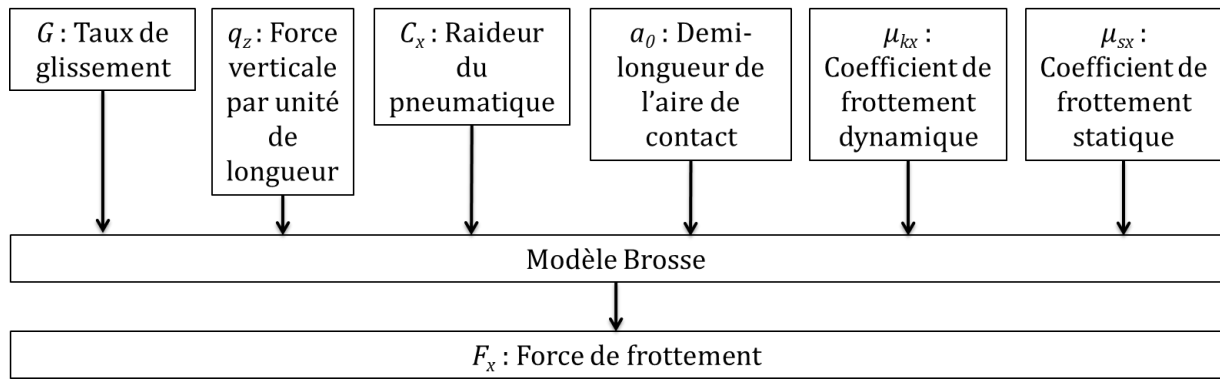 G : Taux de
glissement
q_z : Force
verticale
par unité
de
longueur
C_x : Raideur
du
pneumatique
a_0 : Demi-
longueur de
l’aire de
contact
μ_kx :
Coefficient de
frottement
dynamique
μ_sx :
Coefficient de
frottement
statique
Modèle Brosse
F_x : Force de frottement